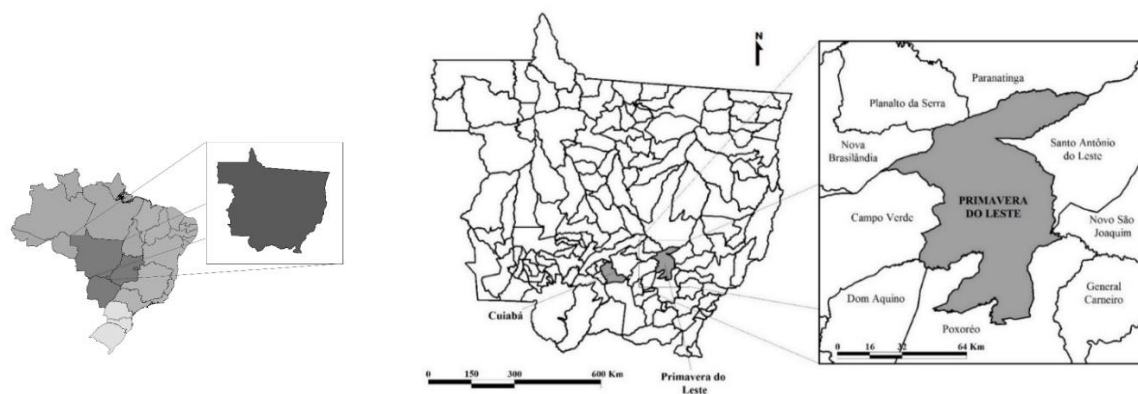 N
Cuiabá
Primavera do
Leste
0 150 300 600 Km
Paranatinga
Planalto da Serra
Nova
Brasilândia
Santo Antônio
do Leste
PRIMAVERA
DO LESTE
Campo Verde
Novo São
Joaquim
General
Carneiro
Dom Aquino
Poxoréo
0 16 32 64 Km